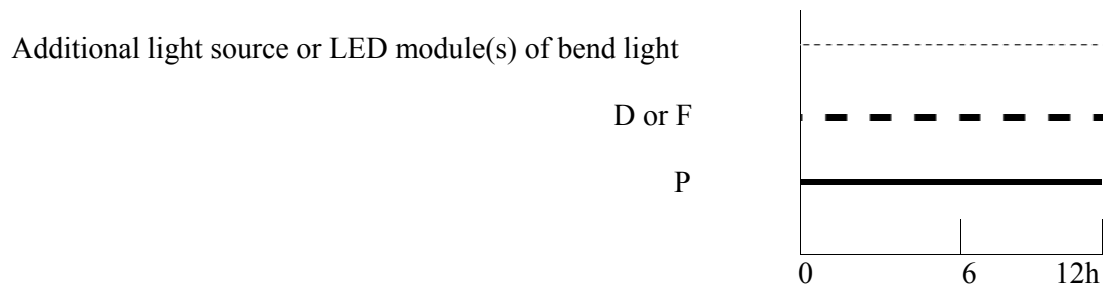 Additional light source or LED module(s) of bend light
D or F
P
0 6 12h